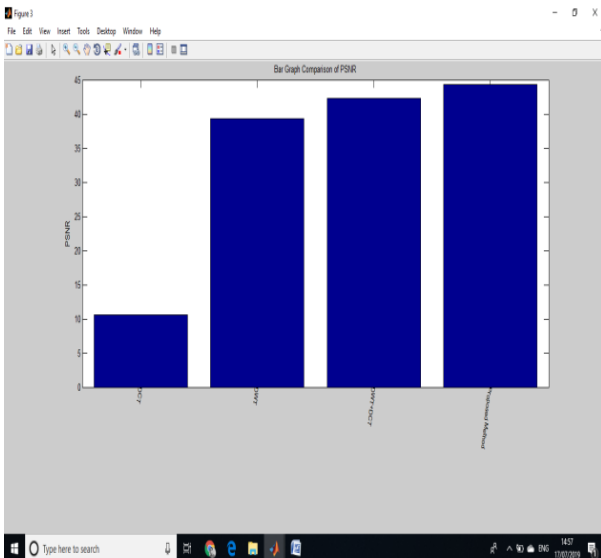 Figure 3
File Edit View Insert Tools Desktop Window Help
Bar Graph Comparison of PSNR
PSNR
45
40
35
30
25
20
15
10
5
0
DCT
DWT
DWT+DCT
Proposed Method
Type here to search
ENG
14:57
17/07/2019